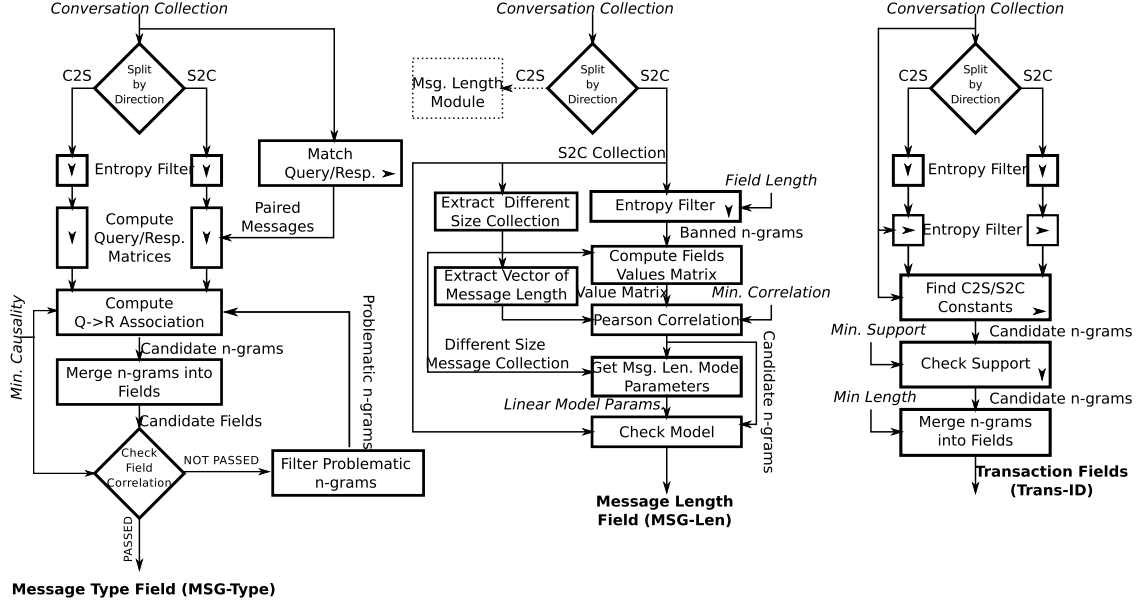 Conversation Collection
C2S
Split
by
Direction
S2C
Match
Query/Resp.
Entropy Filter
Compute
Query/Resp.
Matrices
Paired
Messages
Compute
Q->R Association
Min. Causality
Problematic n-grams
Candidate n-grams
Merge n-grams into
Fields
Candidate Fields
Check
Field
Correlation
NOT PASSED
Filter Problematic
n-grams
PASSED
Message Type Field (MSG-Type)
Conversation Collection
Msg. Length
Module
C2S
Split
by
Direction
S2C
S2C Collection
Extract Different
Size Collection
Field Length
Entropy Filter
Banned n-grams
Compute Fields
Values Matrix
Extract Vector of
Message Length
Value Matrix
Min. Correlation
Pearson Correlation
Different Size
Message Collection
Get Msg. Len. Mode
Parameters
Candidate n-grams
Linear Model Params.
Check Model
Message Length
Field (MSG-Len)
Conversation Collection
C2S
Split
by
Direction
S2C
Entropy Filter
Entropy Filter
Find C2S/S2C
Constants
Min. Support
Candidate n-grams
Check Support
Min Length
Candidate n-grams
Merge n-grams
into Fields
Transaction Fields
(Trans-ID)